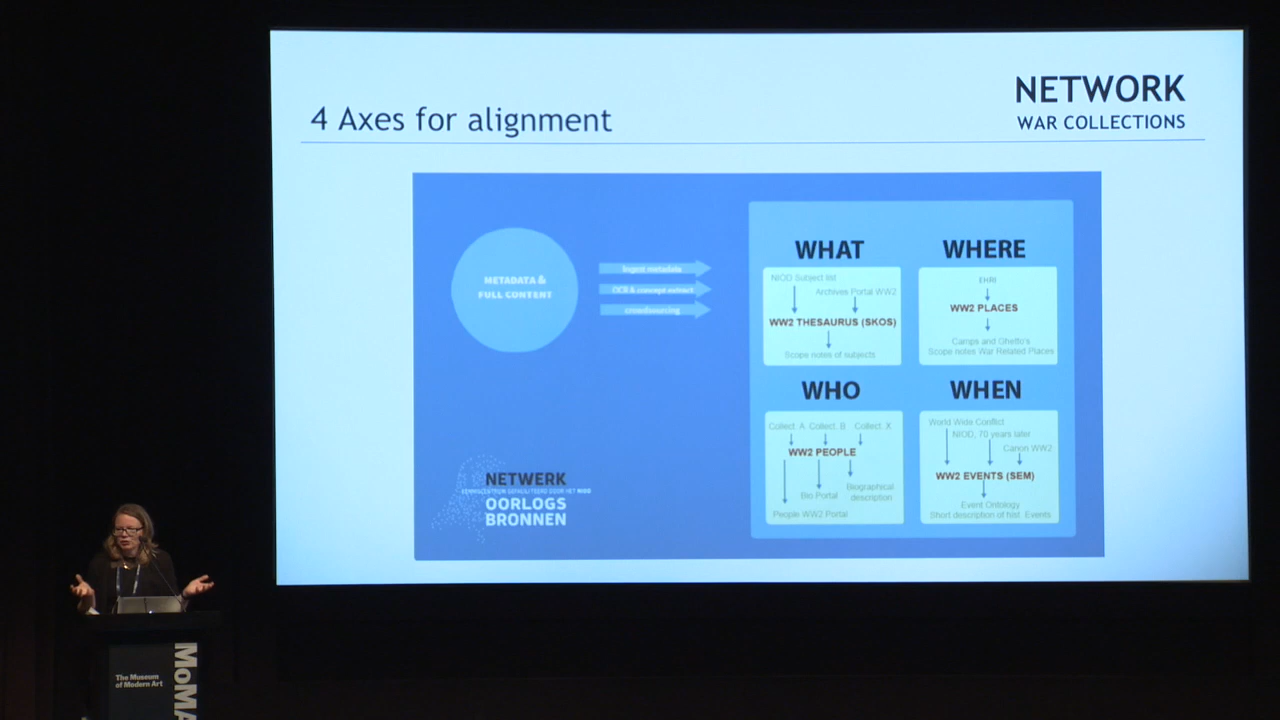 4 Axes for alignment
NETWORK
WAR COLLECTIONS
METADATA &
FULL CONTENT
Ingest metadata
OCR & concept extract
crowdsourcing
WHAT
NIOD Subject list
Archives Portal WW2
WW2 THESAURUS (SKOS)
Scope notes of subjects
WHERE
EHRI
WW2 PLACES
Camps and Ghetto's
Scope notes War Related Places
WHO
Collect. A Collect. B Collect. X
WW2 PEOPLE
Biographical
description
Bio Portal
People WW2 Portal
WHEN
World Wide Conflict
NIOD, 70 years later
Canon WW2
WW2 EVENTS (SEM)
Event Ontology
Short description of hist. Events
NETWERK
OORLOGS
BRONNEN
The Museum
of Modern Art
MoMA